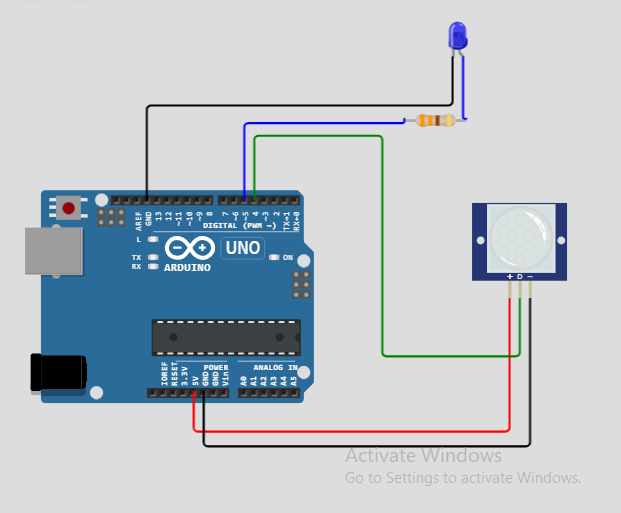 AREF
GND
13
12
~11
~10
~9
8
7
~6
~5
4
~3
2
TX→1
RX←0
DIGITAL (PWM ~)
L
TX
RX
UNO
ON
ARDUINO
+ D −
IOREF
RESET
3.3V
5V
GND
GND
Vin
POWER
ANALOG IN
A0
A1
A2
A3
A4
A5
Activate Windows
Go to Settings to activate Windows.